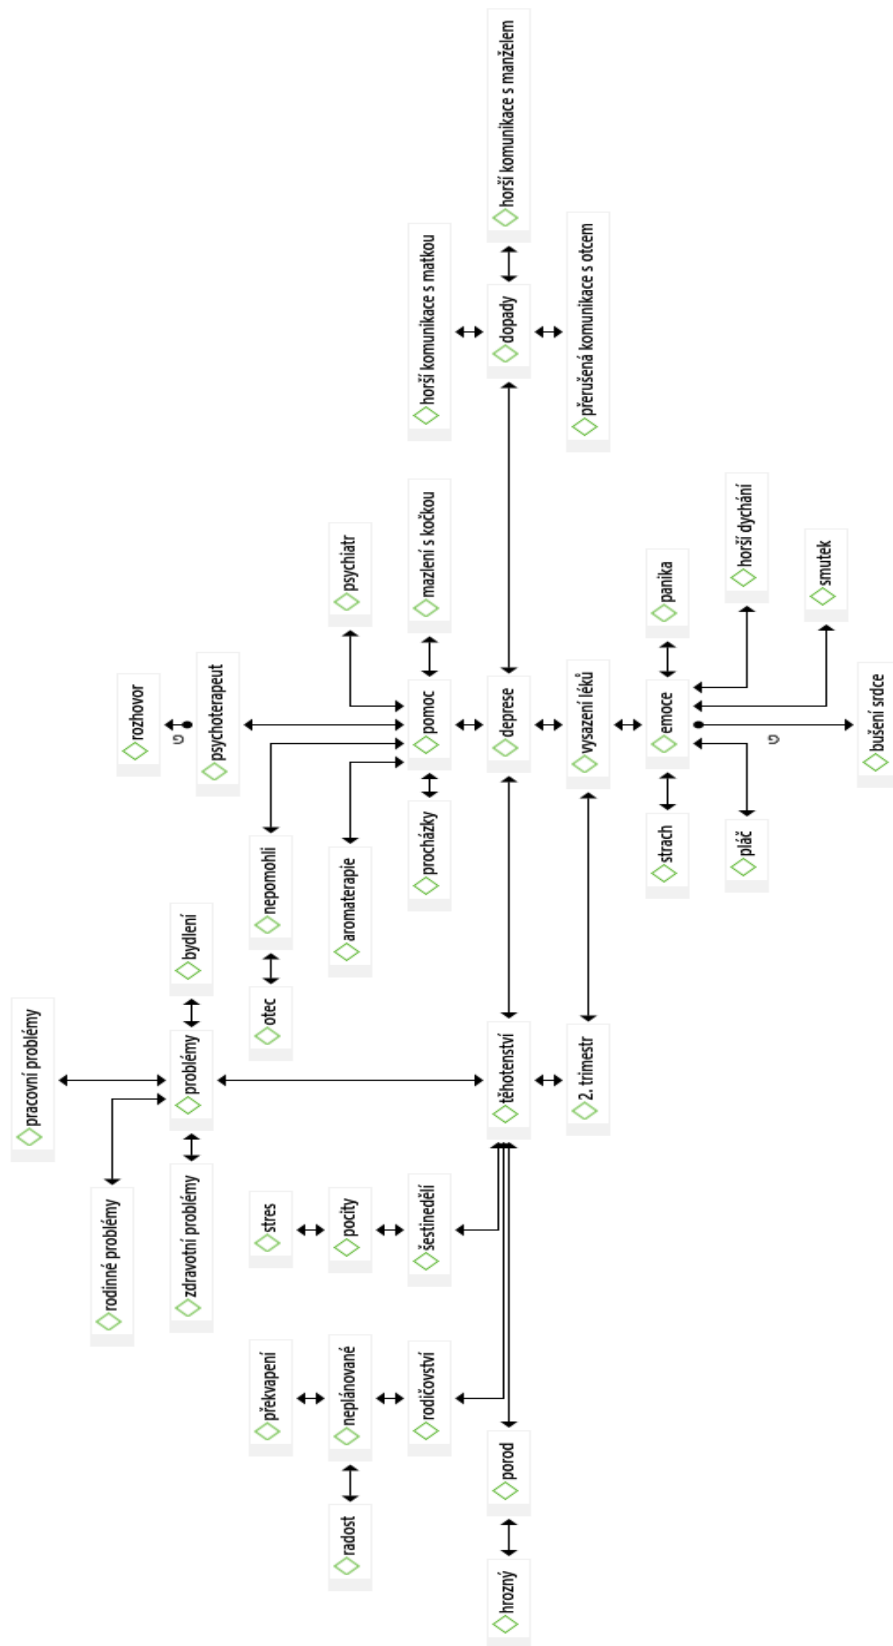 pracovní problémy
rodinné problémy
rozhovor
zdravotní problémy
problémy
bydlení
psychoterapeut
překvapení
stres
otec
nepomohli
radost
neplánované
pocity
aromaterapie
psychiatr
rodičovství
šestinedělí
procházky
pomoc
mazlení s kočkou
horší komunikace s matkou
hrozný
porod
těhotenství
deprese
dopady
horší komunikace s manželem
2. trimestr
vysazení léků
přerušená komunikace s otcem
strach
emoce
panika
pláč
horší dychání
smutek
bušení srdce